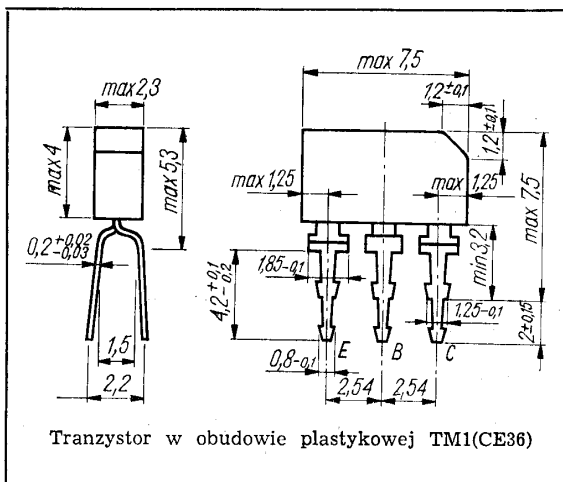 max 7,5
max 2,3
1,2±0,1
1,2±0,1
max 4
max 5,3
max 1,25
max 1,25
max 7,5
0,2 +0,02 -0,03
4,2 +0,1 -0,2
1,85-0,1
min 3,2
1,25-0,1
2±0,15
E B C
1,5
0,8-0,1
2,2
2,54 2,54
Tranzystor w obudowie plastykowej TM1(CE36)